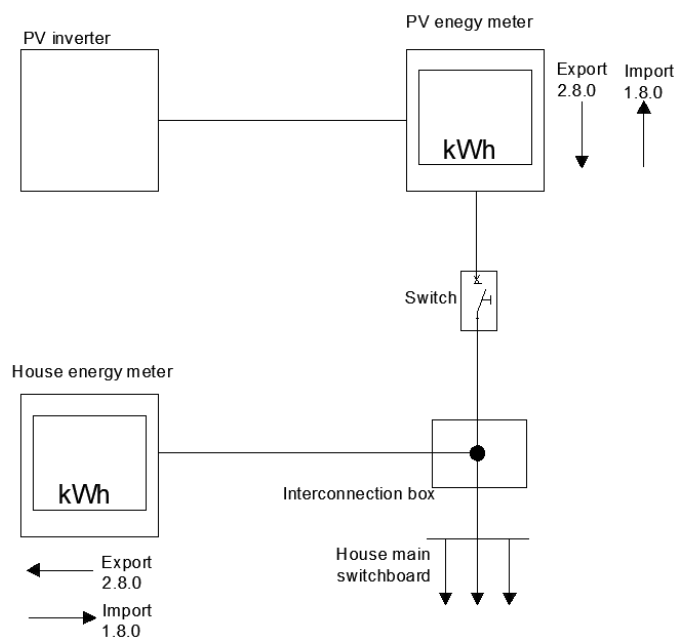 PV inverter
PV enegy meter
Export
2.8.0
Import
1.8.0
kWh
Switch
House energy meter
kWh
Interconnection box
House main
switchboard
Export
2.8.0
Import
1.8.0